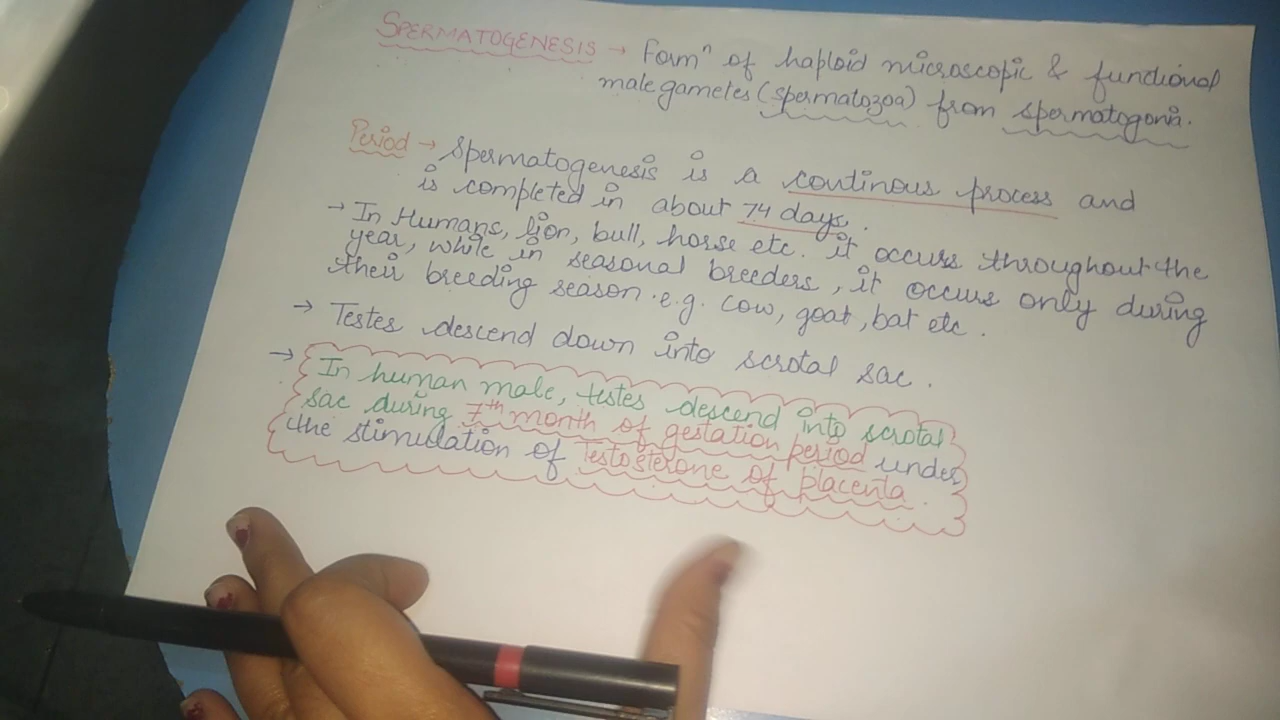 SPERMATOGENESIS → Formⁿ of haploid microscopic & functional
male gametes (spermatozoa) from spermatogonia.
Period → Spermatogenesis is a continous process and
is completed in about 74 days.
→ In Humans, lion, bull, horse etc. it occurs throughout the
year, while in seasonal breeders, it occurs only during
their breeding season. e.g. cow, goat, bat etc.
→ Testes descend down into scrotal sac.
→ In human male, testes descend into scrotal
sac during 7th month of gestation period under
the stimulation of Testosterone of placenta.